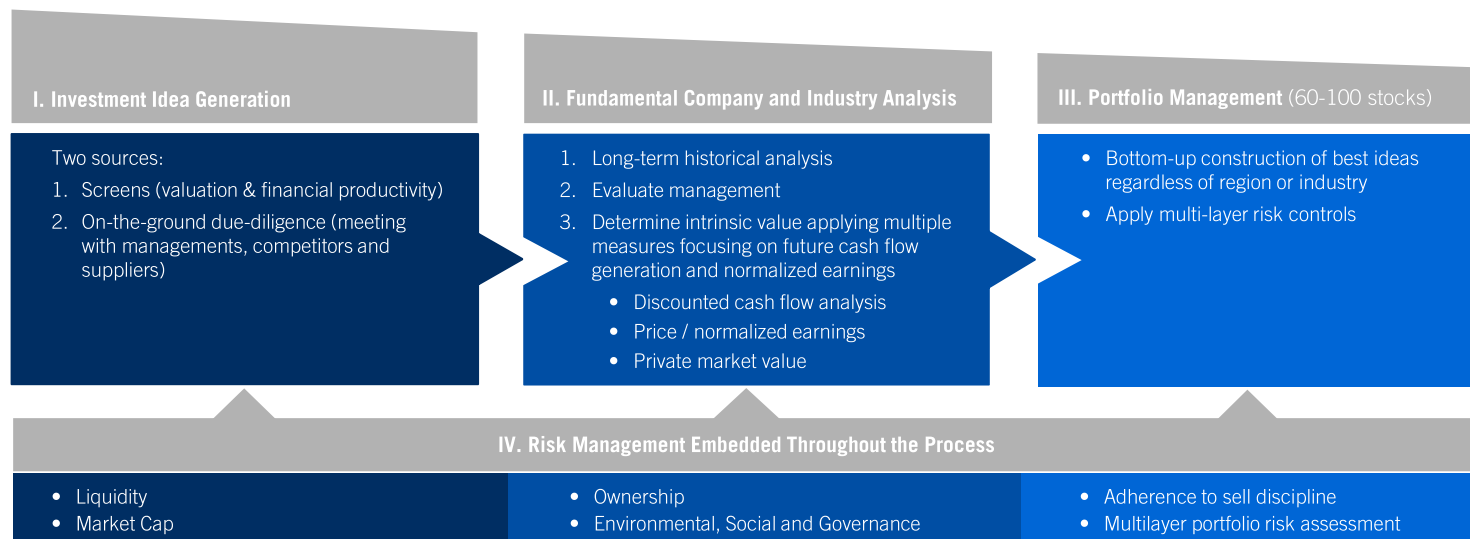 I. Investment Idea Generation
Two sources:
1. Screens (valuation & financial productivity)
2. On-the-ground due-diligence (meeting
with managements, competitors and
suppliers)
II. Fundamental Company and Industry Analysis
1. Long-term historical analysis
2. Evaluate management
3. Determine intrinsic value applying multiple
measures focusing on future cash flow
generation and normalized earnings
• Discounted cash flow analysis
• Price / normalized earnings
• Private market value
III. Portfolio Management (60-100 stocks)
• Bottom-up construction of best ideas
regardless of region or industry
• Apply multi-layer risk controls
IV. Risk Management Embedded Throughout the Process
• Liquidity
• Market Cap
• Ownership
• Environmental, Social and Governance
• Adherence to sell discipline
• Multilayer portfolio risk assessment